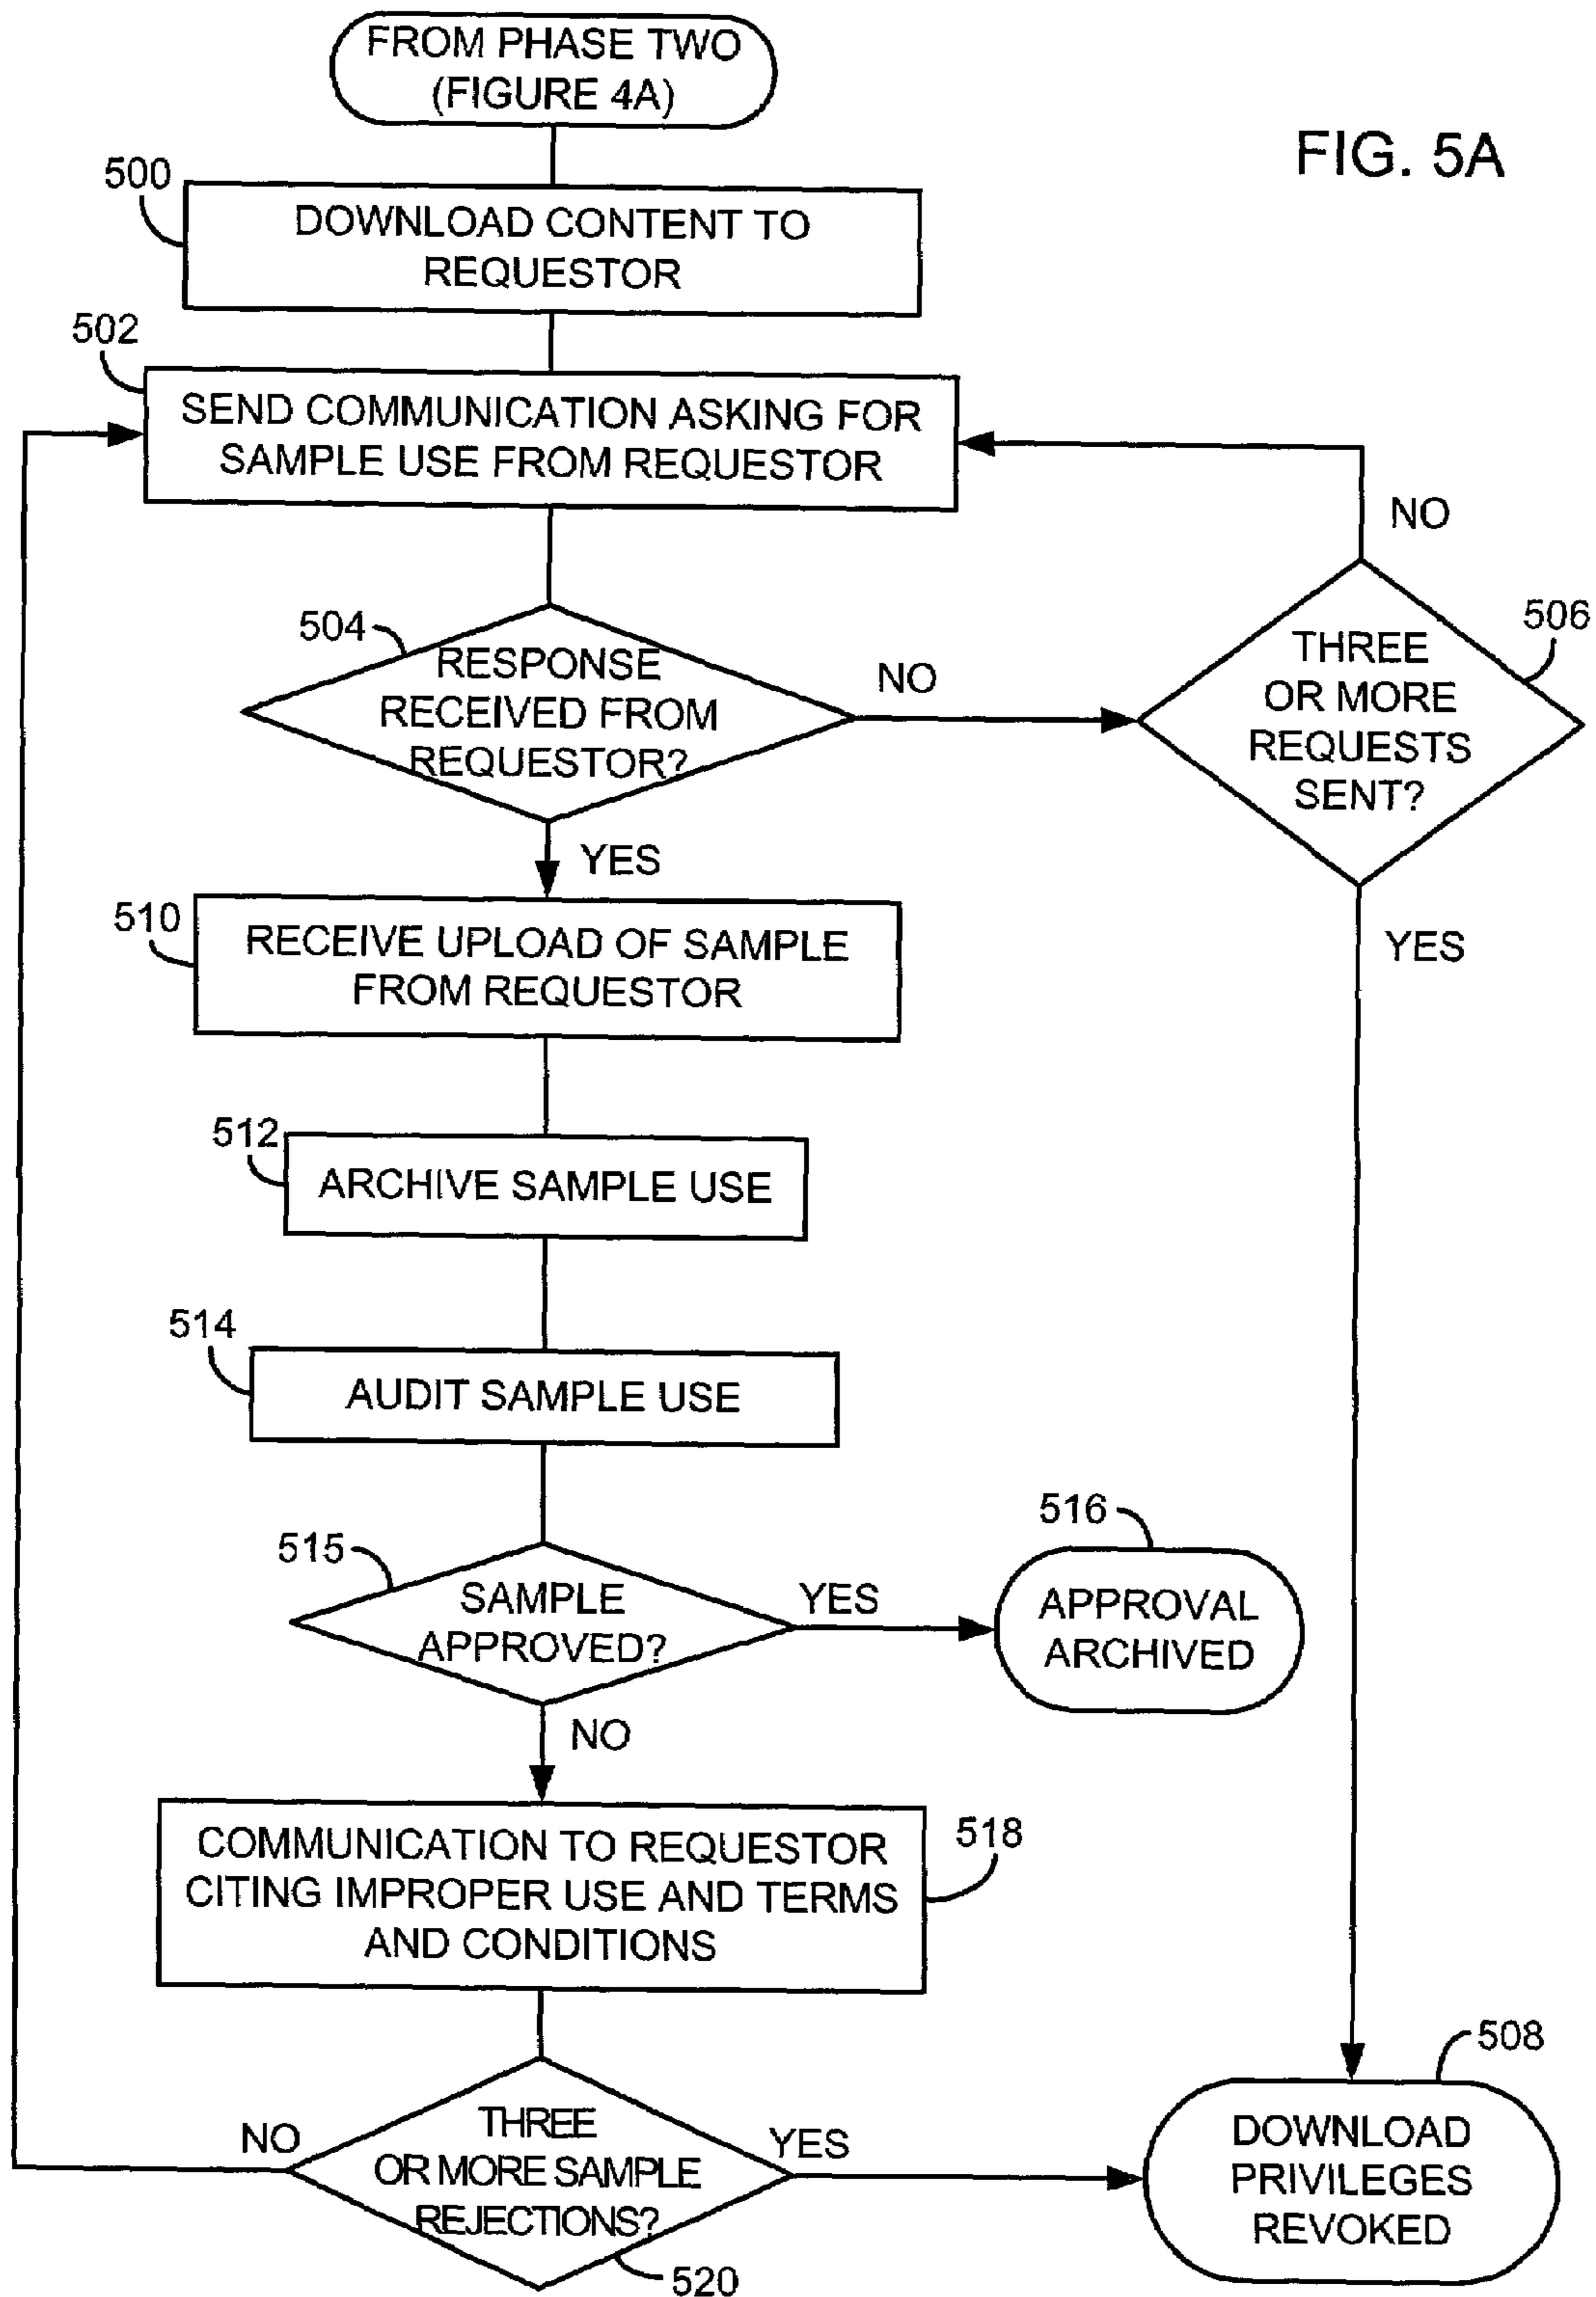 FROM PHASE TWO
(FIGURE 4A)
FIG. 5A
500
DOWNLOAD CONTENT TO
REQUESTOR
502
SEND COMMUNICATION ASKING FOR
SAMPLE USE FROM REQUESTOR
NO
504
RESPONSE
RECEIVED FROM
REQUESTOR?
NO
506
THREE
OR MORE
REQUESTS
SENT?
YES
YES
510
RECEIVE UPLOAD OF SAMPLE
FROM REQUESTOR
512
ARCHIVE SAMPLE USE
514
AUDIT SAMPLE USE
515
SAMPLE
APPROVED?
YES
516
APPROVAL
ARCHIVED
NO
COMMUNICATION TO REQUESTOR
CITING IMPROPER USE AND TERMS
AND CONDITIONS
518
NO
THREE
OR MORE SAMPLE
REJECTIONS?
520
YES
508
DOWNLOAD
PRIVILEGES
REVOKED